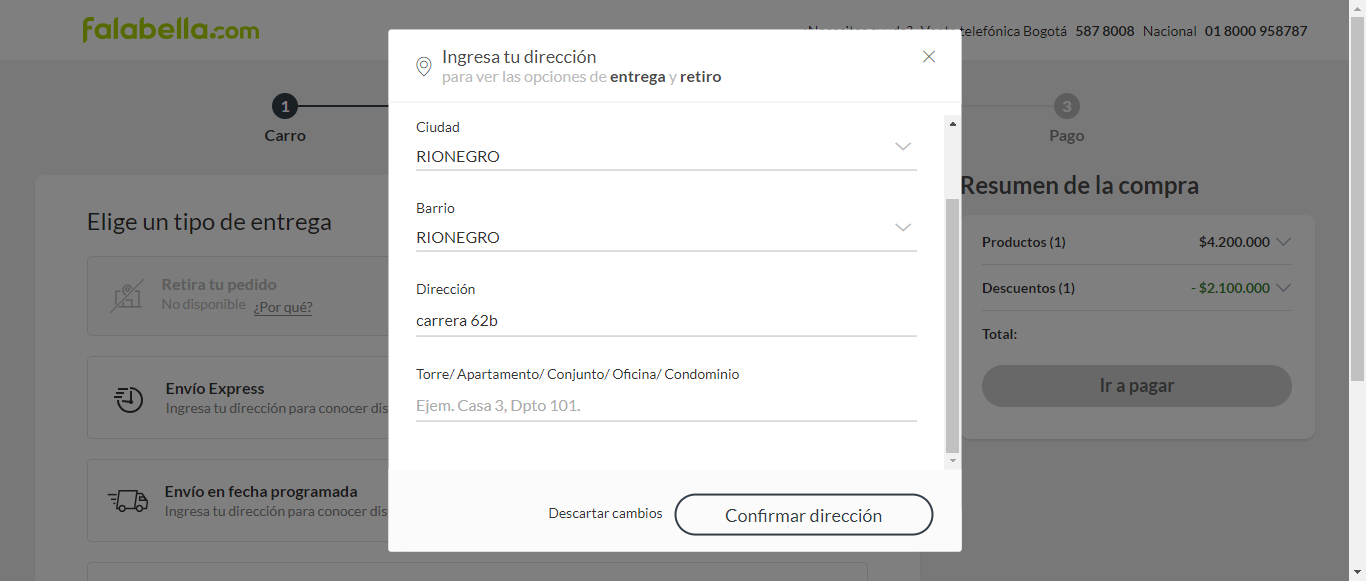 falabella.com
telefónica Bogotá 587 8008 Nacional 01 8000 958787
Ingresa tu dirección
para ver las opciones de entrega y retiro
1
Carro
3
Pago
Ciudad
RIONEGRO
Barrio
RIONEGRO
Dirección
carrera 62b
Torre/ Apartamento/ Conjunto/ Oficina/ Condominio
Ejem. Casa 3, Dpto 101.
Descartar cambios
Confirmar dirección
Elige un tipo de entrega
Retira tu pedido
No disponible ¿Por qué?
Envío Express
Ingresa tu dirección para conocer dis
Envío en fecha programada
Ingresa tu dirección para conocer dis
Resumen de la compra
Productos (1) $4.200.000
Descuentos (1) - $2.100.000
Total:
Ir a pagar